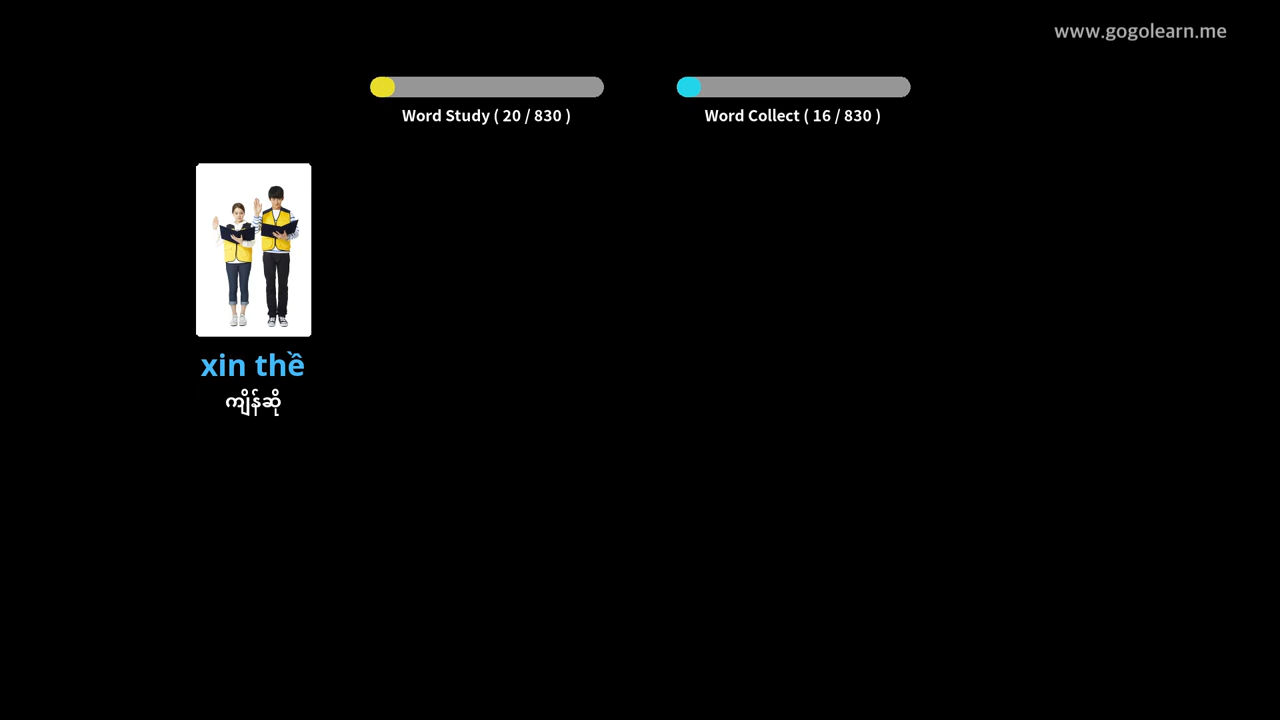 www.gogolearn.me
Word Study ( 20 / 830 )
Word Collect ( 16 / 830 )
xin thề
ကျိန်ဆို